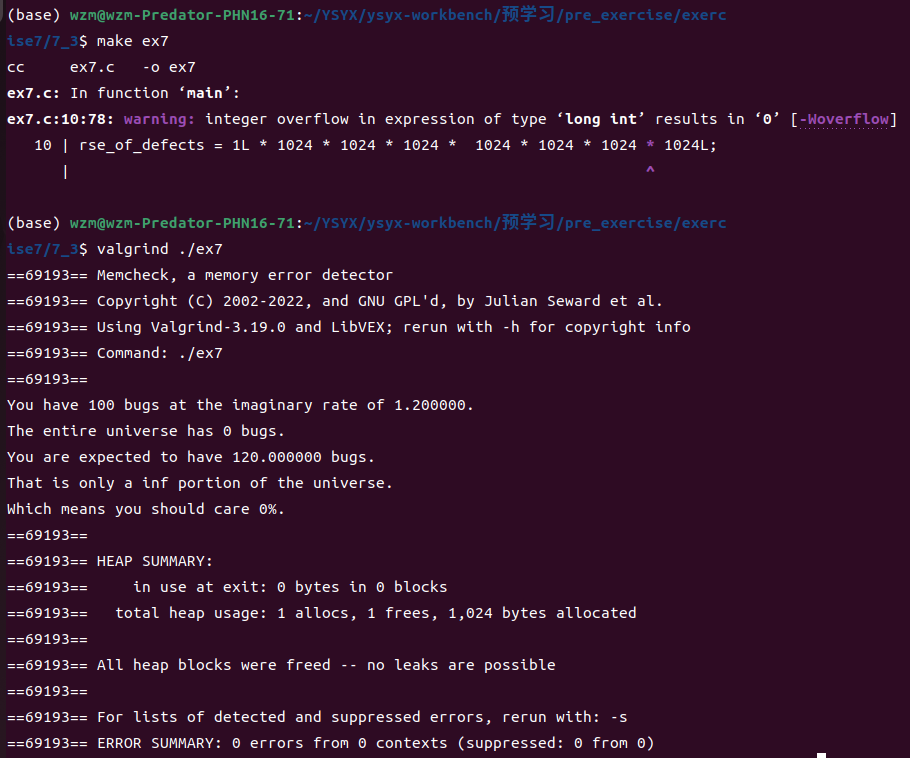 (base) wzm@wzm-Predator-PHN16-71:~/YSYX/ysyx-workbench/预学习/pre_exercise/exerc
ise7/7_3$ make ex7
cc     ex7.c   -o ex7
ex7.c: In function ‘main’:
ex7.c:10:78: warning: integer overflow in expression of type ‘long int’ results in ‘0’ [-Woverflow]
   10 | rse_of_defects = 1L * 1024 * 1024 * 1024 *  1024 * 1024 * 1024 * 1024L;
      |                                                                ^
(base) wzm@wzm-Predator-PHN16-71:~/YSYX/ysyx-workbench/预学习/pre_exercise/exerc
ise7/7_3$ valgrind ./ex7
==69193== Memcheck, a memory error detector
==69193== Copyright (C) 2002-2022, and GNU GPL'd, by Julian Seward et al.
==69193== Using Valgrind-3.19.0 and LibVEX; rerun with -h for copyright info
==69193== Command: ./ex7
==69193==
You have 100 bugs at the imaginary rate of 1.200000.
The entire universe has 0 bugs.
You are expected to have 120.000000 bugs.
That is only a inf portion of the universe.
Which means you should care 0%.
==69193==
==69193== HEAP SUMMARY:
==69193==     in use at exit: 0 bytes in 0 blocks
==69193==   total heap usage: 1 allocs, 1 frees, 1,024 bytes allocated
==69193==
==69193== All heap blocks were freed -- no leaks are possible
==69193==
==69193== For lists of detected and suppressed errors, rerun with: -s
==69193== ERROR SUMMARY: 0 errors from 0 contexts (suppressed: 0 from 0)